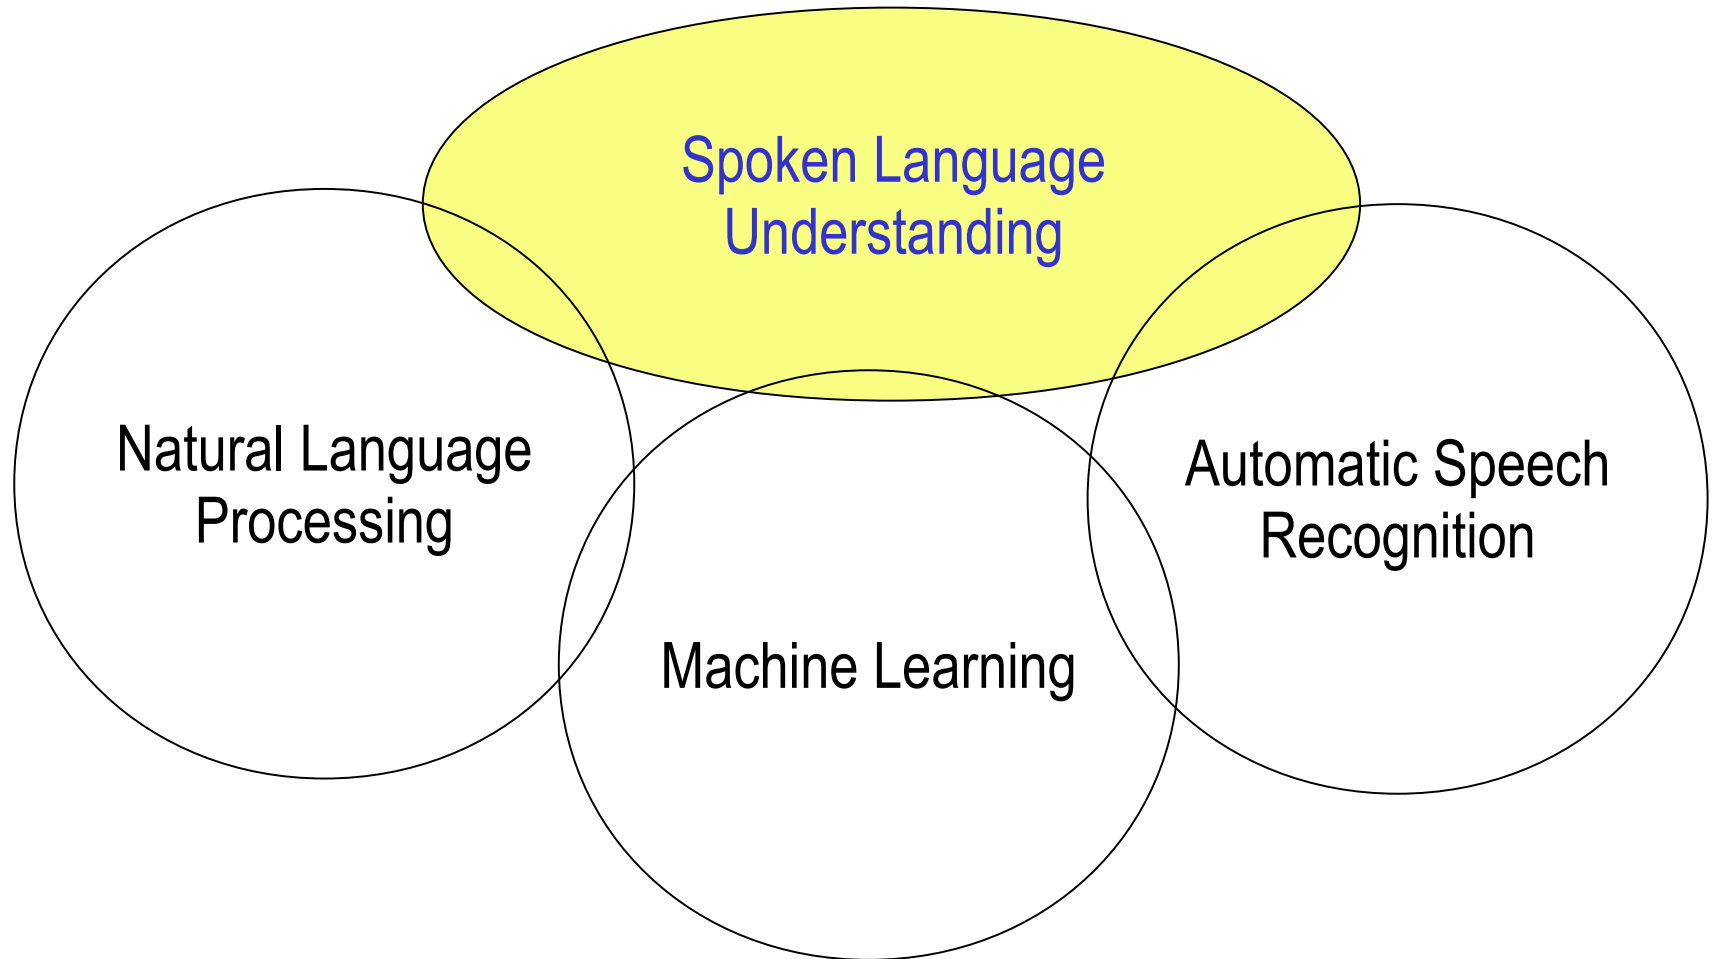 Spoken Language
Understanding
Natural Language
Processing
Automatic Speech
Recognition
Machine Learning